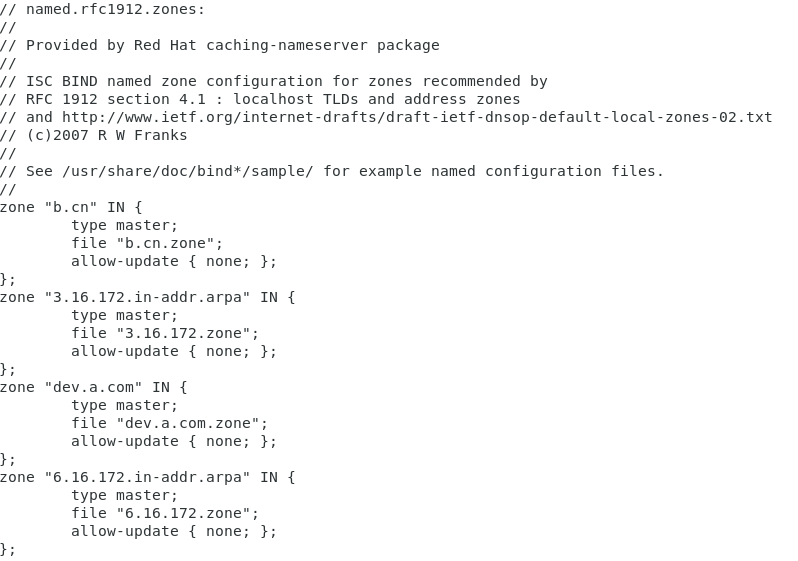 // named.rfc1912.zones:
//
// Provided by Red Hat caching-nameserver package
//
// ISC BIND named zone configuration for zones recommended by
// RFC 1912 section 4.1 : localhost TLDs and address zones
// and http://www.ietf.org/internet-drafts/draft-ietf-dnsop-default-local-zones-02.txt
// (c)2007 R W Franks
//
// See /usr/share/doc/bind*/sample/ for example named configuration files.
//
zone "b.cn" IN {
        type master;
        file "b.cn.zone";
        allow-update { none; };
};
zone "3.16.172.in-addr.arpa" IN {
        type master;
        file "3.16.172.zone";
        allow-update { none; };
};
zone "dev.a.com" IN {
        type master;
        file "dev.a.com.zone";
        allow-update { none; };
};
zone "6.16.172.in-addr.arpa" IN {
        type master;
        file "6.16.172.zone";
        allow-update { none; };
};